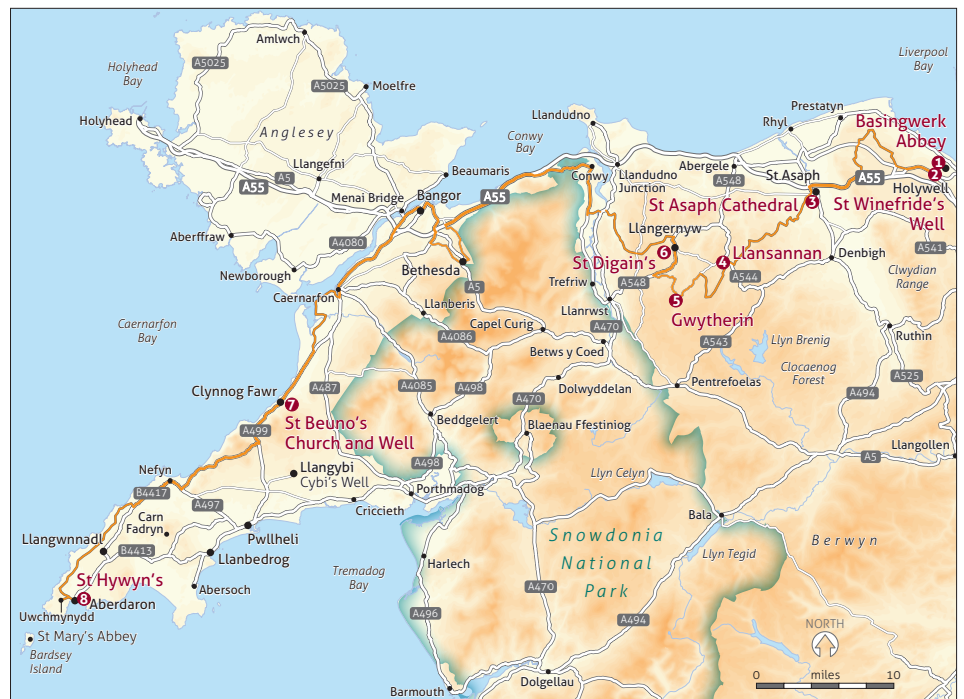 Amlwch
A5025
Holyhead
Bay
A5025
Moelfre
Liverpool
Bay
Holyhead
Anglesey
Llandudno
Conwy
Bay
Prestatyn
Rhyl
Basingwerk
Abbey
1
2
Llangefni
A55
A5
Beaumaris
Menai Bridge
Bangor
A55
Conwy
Llandudno
Junction
Abergele
A548
St Asaph
A55
Holywell
St Asaph Cathedral
3
St Winefride's
Well
Aberffraw
A4080
Llangernyw
6
St Digain's
4
Llansannan
A541
Denbigh
Clwydian
Range
Newborough
Bethesda
A5
Trefriw
A548
A544
Caernarfon
Llanberis
Llanrwst
5
Gwytherin
Caernarfon
Bay
Capel Curig
A4086
A470
A543
Llyn Brenig
Ruthin
Betws y Coed
Clocaenog
Forest
A487
A4085
A498
Dolwyddelan
Pentrefoelas
A525
A494
Clynnog Fawr
7
St Beuno's
Church and Well
A470
Beddgelert
Blaenau Ffestiniog
A499
Llangollen
A5
Nefyn
Llangybi
Cybi's Well
A498
Llyn Celyn
B4417
A497
Porthmadog
Criccieth
Carn
Fadryn
Bala
Pwllheli
Llangwnnadl
B4413
Llanbedrog
Snowdonia
National
Park
Berwyn
Llyn Tegid
Harlech
Tremadog
Bay
St Hywyn's
8
Aberdaron
Abersoch
A470
Uwchmynydd
A496
A494
St Mary's Abbey
Bardsey
Island
NORTH
0 miles 10
Dolgellau
Barmouth